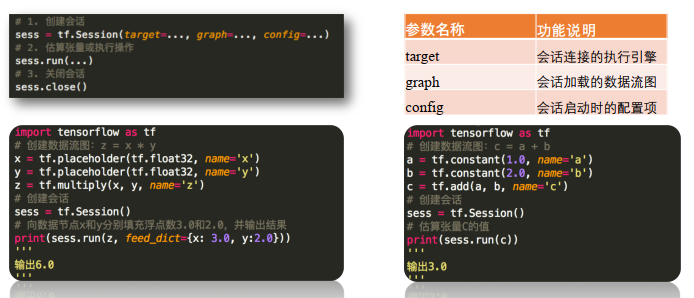 # 1. 创建会话
sess = tf.Session(target=..., graph=..., config=...)
# 2. 估算张量或执行操作
sess.run(...)
# 3. 关闭会话
sess.close()
参数名称 功能说明
target 会话连接的执行引擎
graph 会话加载的数据流图
config 会话启动时的配置项
import tensorflow as tf
# 创建数据流图: z = x * y
x = tf.placeholder(tf.float32, name='x')
y = tf.placeholder(tf.float32, name='y')
z = tf.multiply(x, y, name='z')
# 创建会话
sess = tf.Session()
# 向数据节点x和y分别填充浮点数3.0和2.0, 并输出结果
print(sess.run(z, feed_dict={x: 3.0, y:2.0}))
'''
输出6.0
'''
import tensorflow as tf
# 创建数据流图: c = a + b
a = tf.constant(1.0, name='a')
b = tf.constant(2.0, name='b')
c = tf.add(a, b, name='c')
# 创建会话
sess = tf.Session()
# 估算张量C的值
print(sess.run(c))
'''
输出3.0
'''